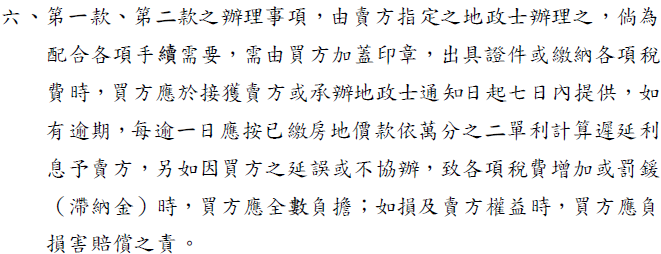 六、第一款、第二款之辦理事項，由賣方指定之地政士辦理之，倘為
配合各項手續需要，需由買方加蓋印章，出具證件或繳納各項稅
費時，買方應於接獲賣方或承辦地政士通知日起七日內提供，如
有逾期，每逾一日應按已繳房地價款依萬分之二單利計算遲延利
息予賣方，另如因買方之延誤或不協辦，致各項稅費增加或罰鍰
（滯納金）時，買方應全數負擔；如損及賣方權益時，買方應負
損害賠償之責。